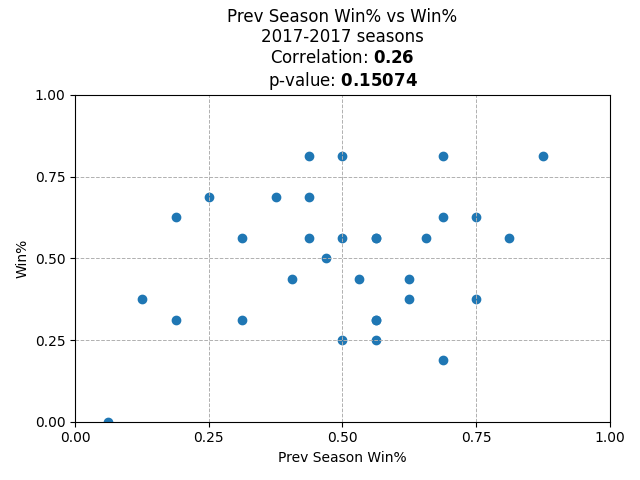 Prev Season Win% vs Win%
2017-2017 seasons
Correlation: 0.26
p-value: 0.15074
1.00
0.75
0.50
0.25
0.00
Win%
0.00 0.25 0.50 0.75 1.00
Prev Season Win%